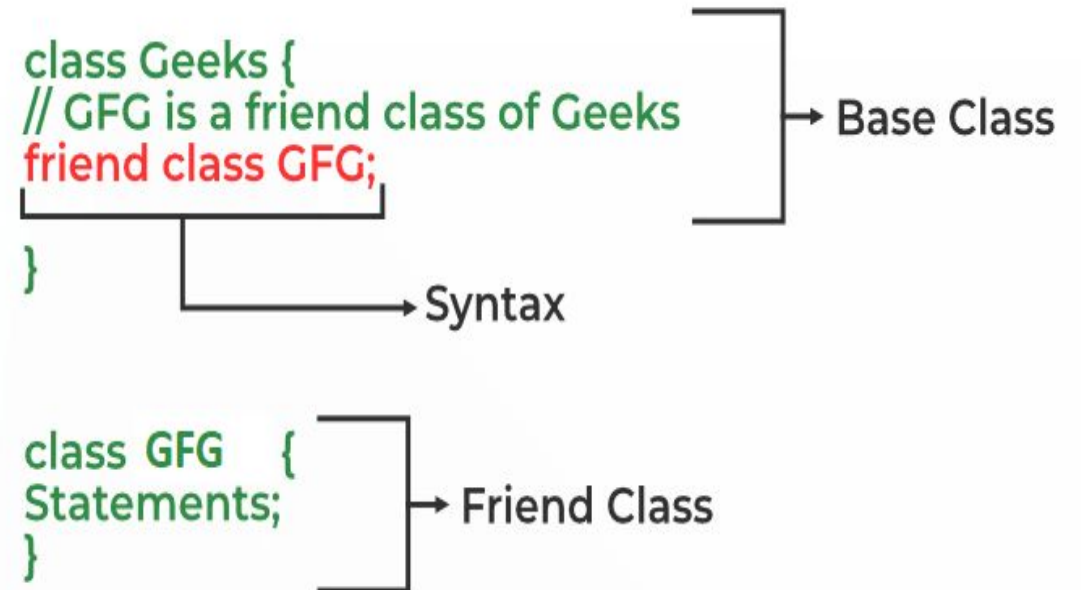 class Geeks {
// GFG is a friend class of Geeks
friend class GFG;
}
Base Class
Syntax
class GFG {
Statements;
}
Friend Class